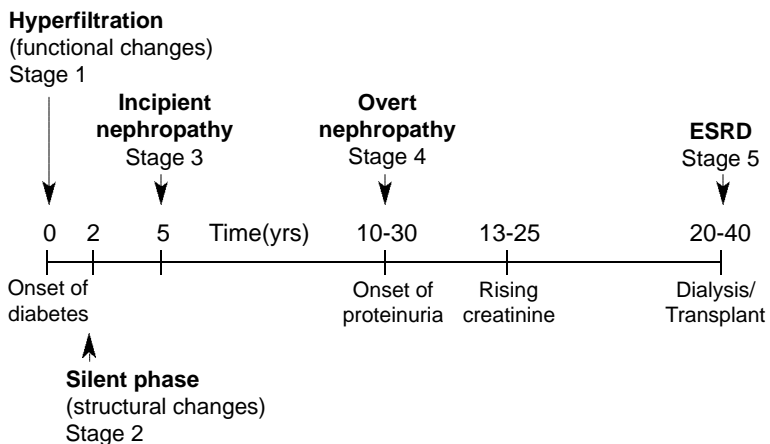 Hyperfiltration
(functional changes)
Stage 1
Incipient
nephropathy
Stage 3
Overt
nephropathy
Stage 4
ESRD
Stage 5
0 2 5 Time(yrs) 10-30 13-25 20-40
Onset of
diabetes
Onset of
proteinuria
Rising
creatinine
Dialysis/
Transplant
Silent phase
(structural changes)
Stage 2